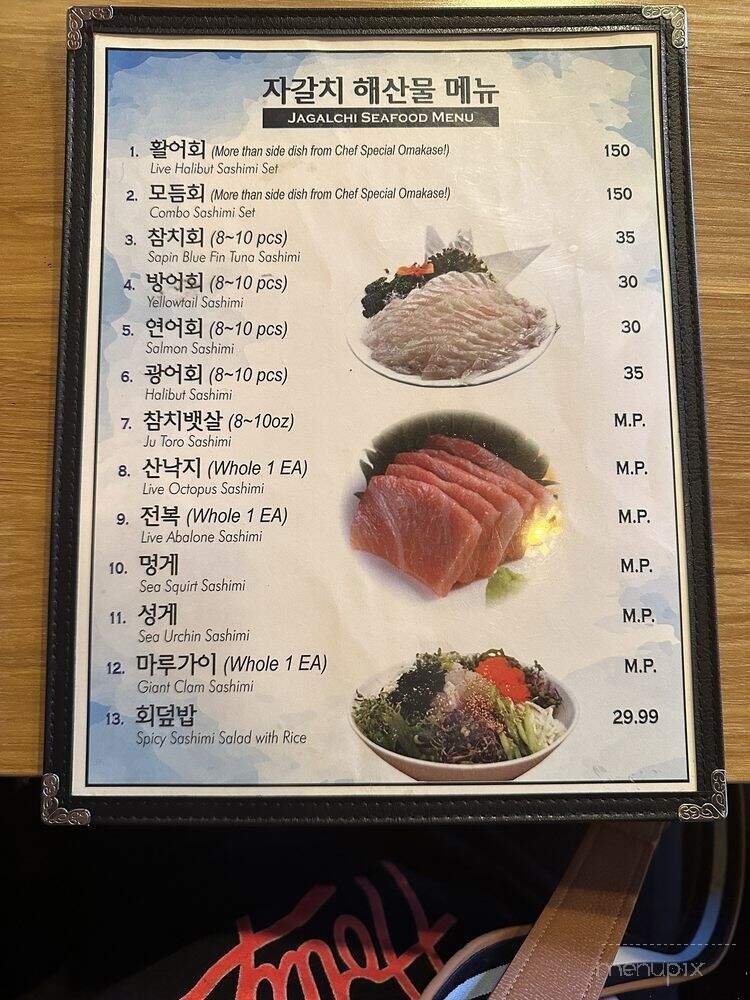 자갈치 해산물 메뉴
JAGALCHI SEAFOOD MENU
1. 활어회 (More than side dish from Chef Special Omakase!) 150
Live Halibut Sashimi Set
2. 모듬회 (More than side dish from Chef Special Omakase!) 150
Combo Sashimi Set
3. 참치회 (8~10 pcs) 35
Sapin Blue Fin Tuna Sashimi
4. 방어회 (8~10 pcs) 30
Yellowtail Sashimi
5. 연어회 (8~10 pcs) 30
Salmon Sashimi
6. 광어회 (8~10 pcs) 35
Halibut Sashimi
7. 참치뱃살 (8~10oz) M.P.
Ju Toro Sashimi
8. 산낙지 (Whole 1 EA) M.P.
Live Octopus Sashimi
9. 전복 (Whole 1 EA) M.P.
Live Abalone Sashimi
10. 멍게 M.P.
Sea Squirt Sashimi
11. 성게 M.P.
Sea Urchin Sashimi
12. 마루가이 (Whole 1 EA) M.P.
Giant Clam Sashimi
13. 회덮밥 29.99
Spicy Sashimi Salad with Rice
menupix